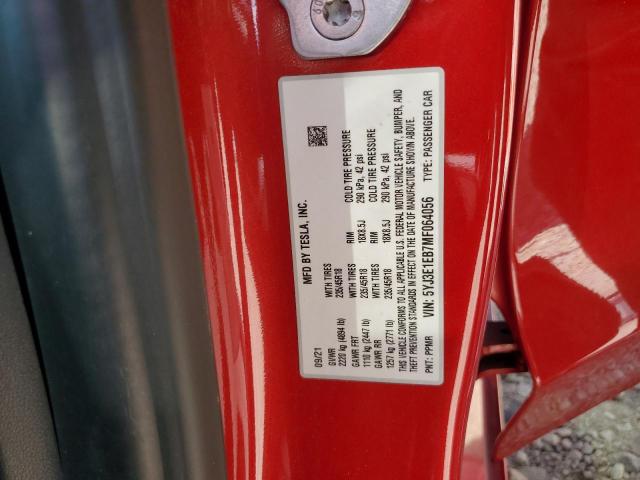 MFD BY TESLA, INC.
09/21
GVWR WITH TIRES RIM COLD TIRE PRESSURE
2220 kg (4894 lb) 235/45R18 18X8.5J 290 kPa, 42 psi
GAWR FRT WITH TIRES RIM COLD TIRE PRESSURE
1110 kg (2447 lb) 235/45R18 18X8.5J 290 kPa, 42 psi
GAWR RR WITH TIRES
1257 kg (2771 lb) 235/45R18
THIS VEHICLE CONFORMS TO ALL APPLICABLE U.S. FEDERAL MOTOR VEHICLE SAFETY, BUMPER, AND
THEFT PREVENTION STANDARDS IN EFFECT ON THE DATE OF MANUFACTURE SHOWN ABOVE.
VIN: 5YJ3E1EB7MF064056
PNT: PPMR TYPE: PASSENGER CAR